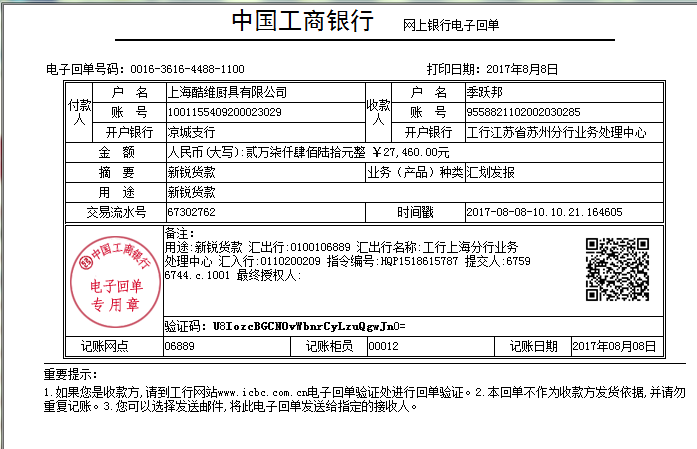 中国工商银行 网上银行电子回单
电子回单号码：0016-3616-4488-1100 打印日期：2017年8月8日
付款人 户 名 上海酷维厨具有限公司 收款人 户 名 季跃邦
账 号 1001155409200023029 账 号 9558821102002030285
开户银行 凉城支行 开户银行 工行江苏省苏州分行业务处理中心
金 额 人民币(大写):贰万柒仟肆佰陆拾元整 ￥27,460.00元
摘 要 新锐货款 业务（产品）种类 汇划发报
用 途 新锐货款
交易流水号 67302762 时间戳 2017-08-08-10.10.21.164605
中国工商银行
电子回单
专用章
备注：
用途:新锐货款 汇出行:0100106889 汇出行名称:工行上海分行业务
处理中心 汇入行:0110200209 指令编号:HQP1518615787 提交人:6759
6744.c.1001 最终授权人:
验证码：U8IozcBGCNOvWbnrCyLzuQgwJn0=
记账网点 06889 记账柜员 00012 记账日期 2017年08月08日
重要提示：
1.如果您是收款方,请到工行网站www.icbc.com.cn电子回单验证处进行回单验证。2.本回单不作为收款方发货依据,并请勿
重复记账。3.您可以选择发送邮件,将此电子回单发送给指定的接收人。